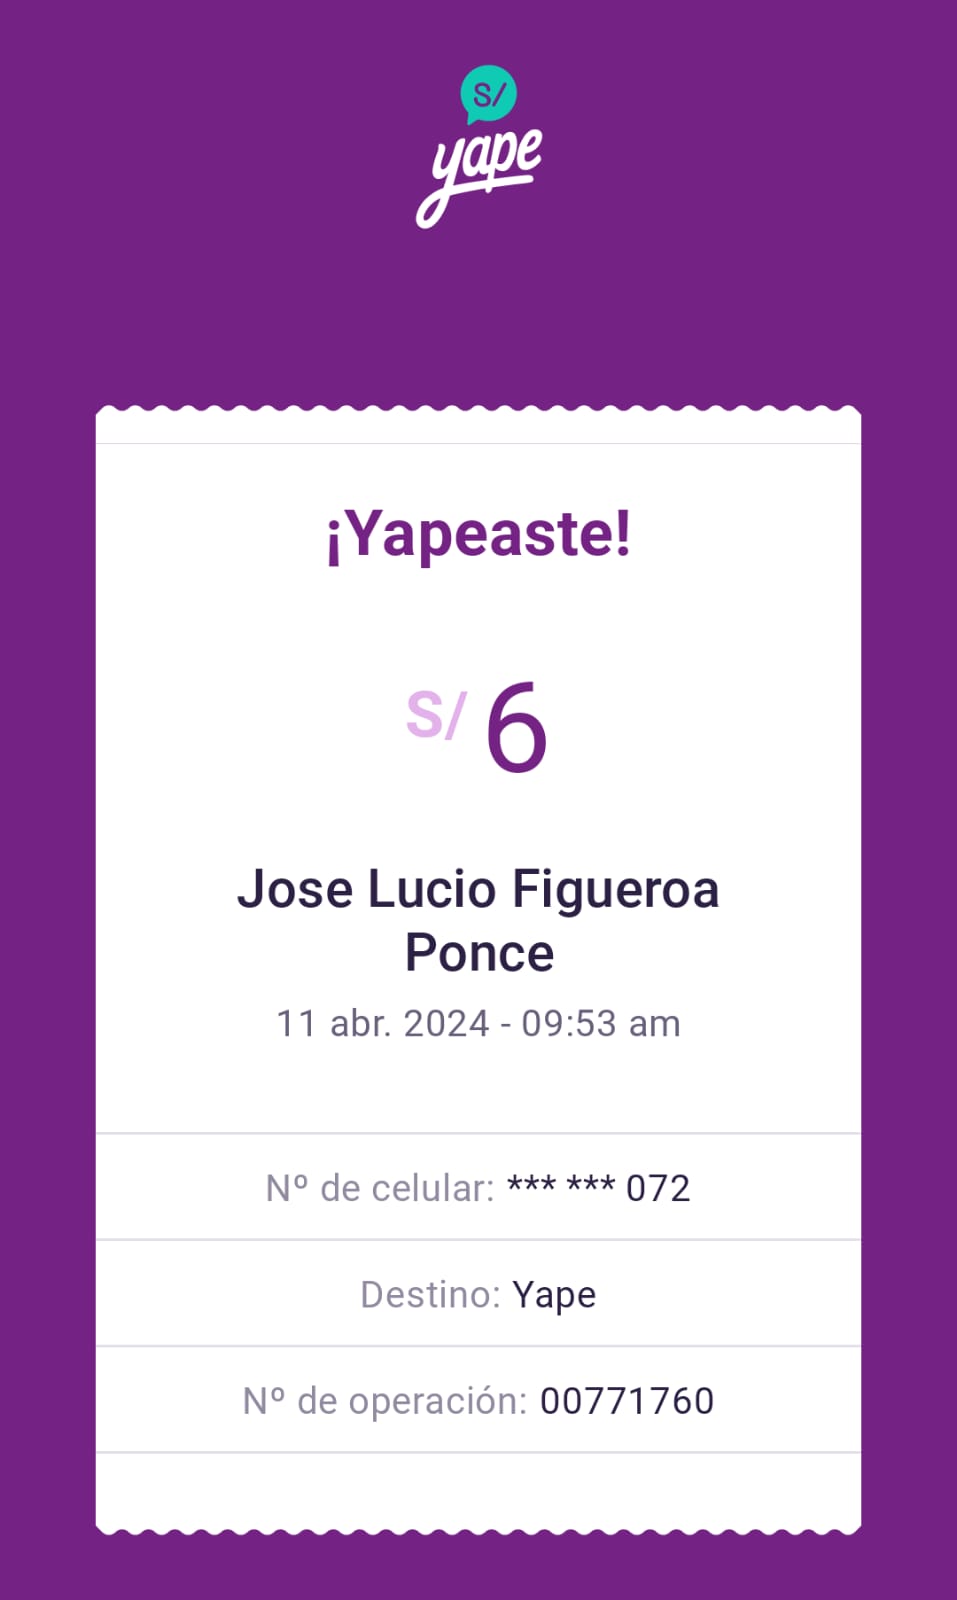 S/
yape
¡Yapeaste!
S/ 6
Jose Lucio Figueroa
Ponce
11 abr. 2024 - 09:53 am
Nº de celular: *** *** 072
Destino: Yape
Nº de operación: 00771760